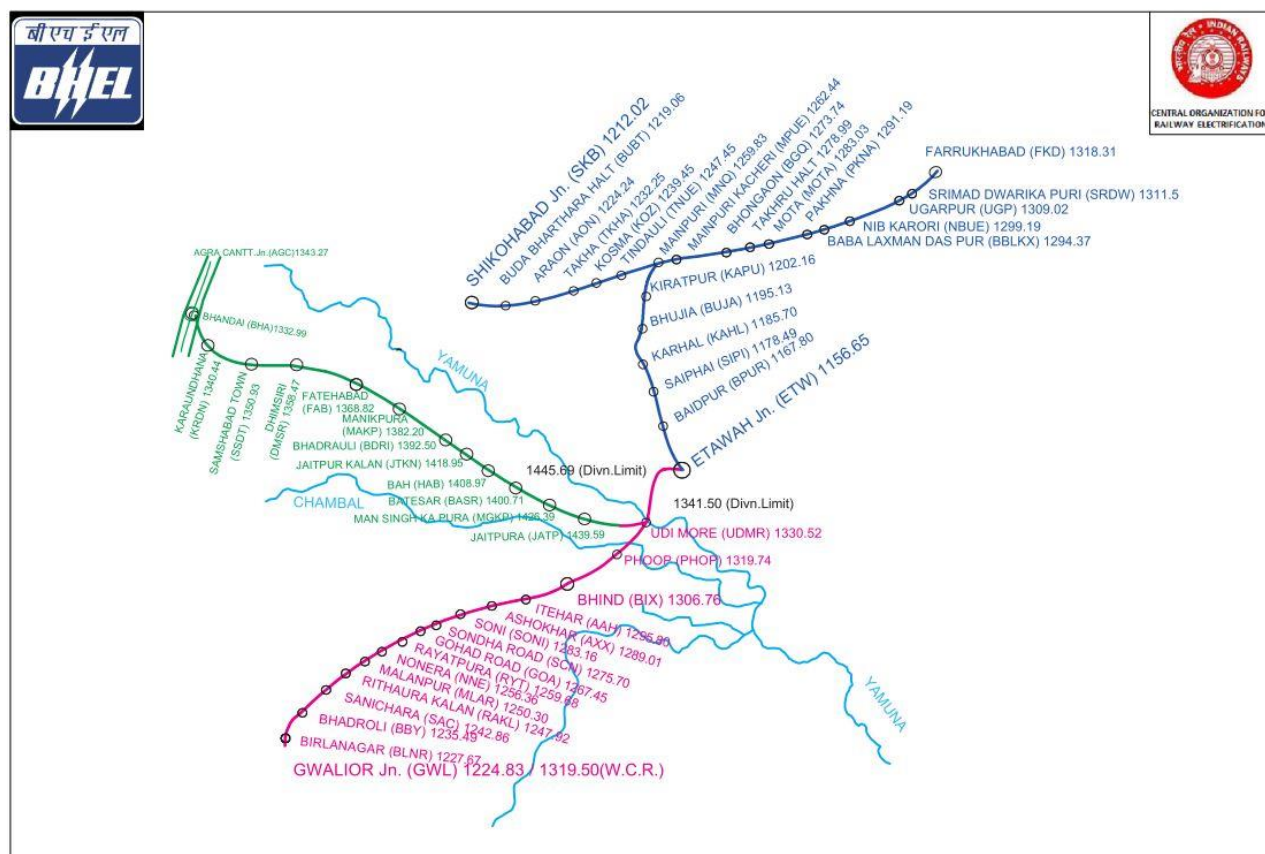 बी एच ई एल
BHEL
भारतीय रेल
INDIAN RAILWAYS
CENTRAL ORGANIZATION FO
RAILWAY ELECTRIFICATION
SHIKOHABAD Jn. (SKB) 1212.02
BUDA BHARTHARA HALT (BUBT) 1219.06
ARAON (AON) 1224.24
TAKHA (TKHA) 1232.25
KOSMA (KOZ) 1239.45
TINDAULI (TNUE) 1247.45
MAINPURI (MNQ) 1259.83
MAINPURI KACHERI (MPUE) 1262.44
BHONGAON (BGQ) 1273.74
TAKHRU HALT 1278.99
MOTA (MOTA) 1283.03
PAKHNA (PKNA) 1291.19
FARRUKHABAD (FKD) 1318.31
SRIMAD DWARIKA PURI (SRDW) 1311.5
UGARPUR (UGP) 1309.02
NIB KARORI (NBUE) 1299.19
BABA LAXMAN DAS PUR (BBLKX) 1294.37
KIRATPUR (KAPU) 1202.16
BHUJIA (BUJA) 1195.13
KARHAL (KAHL) 1185.70
SAIPHAI (SIPI) 1178.49
BAIDPUR (BPUR) 1167.80
ETAWAH Jn. (ETW) 1156.65
AGRA CANTT.Jn.(AGC)1343.27
BHANDAI (BHA)1332.99
KARAUNDHANA
(KRDN) 1340.44
SAMSHABAD TOWN
(SSDT) 1350.93
DHIMSIRI
(DMSR) 1358.47
FATEHABAD
(FAB) 1368.82
MANIKPURA
(MAKP) 1382.20
BHADRAULI (BDRI) 1392.50
JAITPUR KALAN (JTKN) 1418.95
BAH (HAB) 1408.97
BATESAR (BASR) 1400.71
MAN SINGH KA PURA (MGKP) 1426.39
JAITPURA (JATP) 1439.59
YAMUNA
CHAMBAL
1445.69 (Divn.Limit)
1341.50 (Divn.Limit)
UDI MORE (UDMR) 1330.52
PHOOP (PHOP) 1319.74
BHIND (BIX) 1306.76
ITEHAR (AAH) 1295.80
ASHOKHAR (AXX) 1289.01
SONI (SONI) 1283.16
SONDHA ROAD (SCN) 1275.70
GOHAD ROAD (GOA) 1267.45
RAYATPURA (RYT) 1259.68
NONERA (NNE) 1256.36
MALANPUR (MLAR) 1250.30
RITHAURA KALAN (RAKL) 1247.92
SANICHARA (SAC) 1242.86
BHADROLI (BBY) 1235.49
BIRLANAGAR (BLNR) 1227.67
GWALIOR Jn. (GWL) 1224.83 / 1319.50(W.C.R.)
YAMUNA